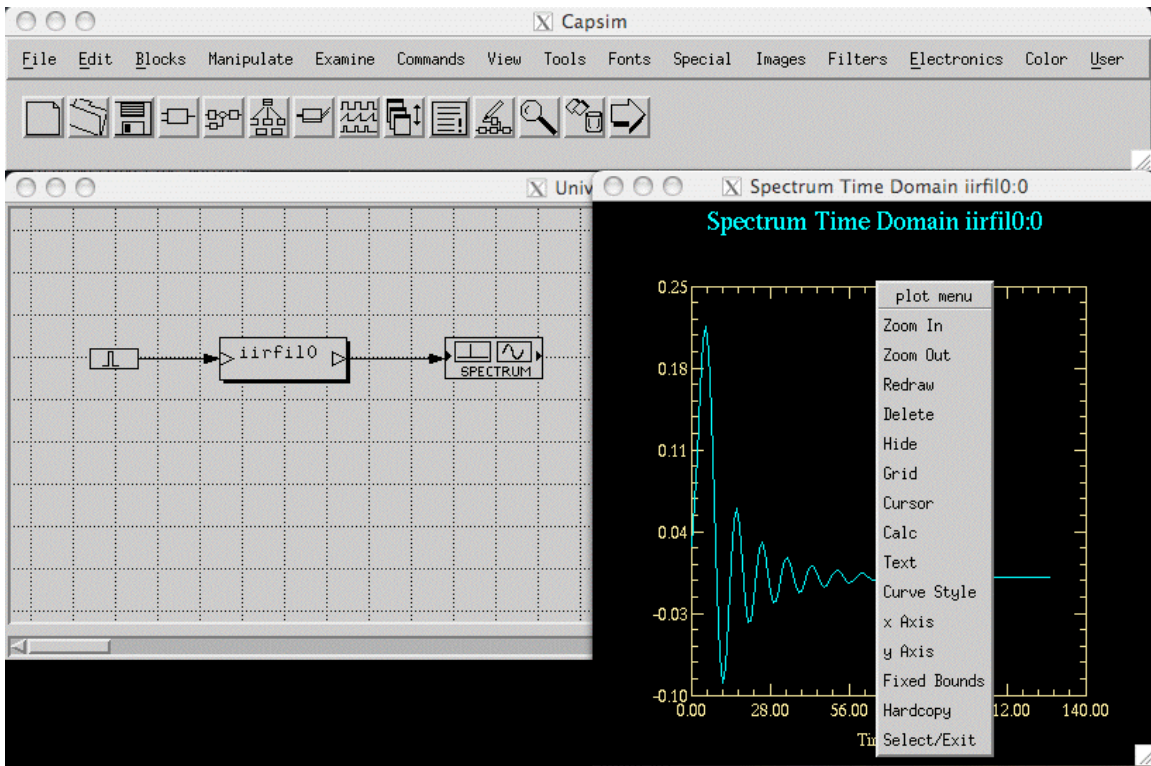 X Capsim
File Edit Blocks Manipulate Examine Commands View Tools Fonts Special Images Filters Electronics Color User
X Univ
X Spectrum Time Domain iirfil0:0
Spectrum Time Domain iirfil0:0
iirfil0
SPECTRUM
0.25
0.18
0.11
0.04
-0.03
-0.10
plot menu
Zoom In
Zoom Out
Redraw
Delete
Hide
Grid
Cursor
Calc
Text
Curve Style
x Axis
y Axis
Fixed Bounds
Hardcopy
Select/Exit
0.00 28.00 56.00 12.00 140.00